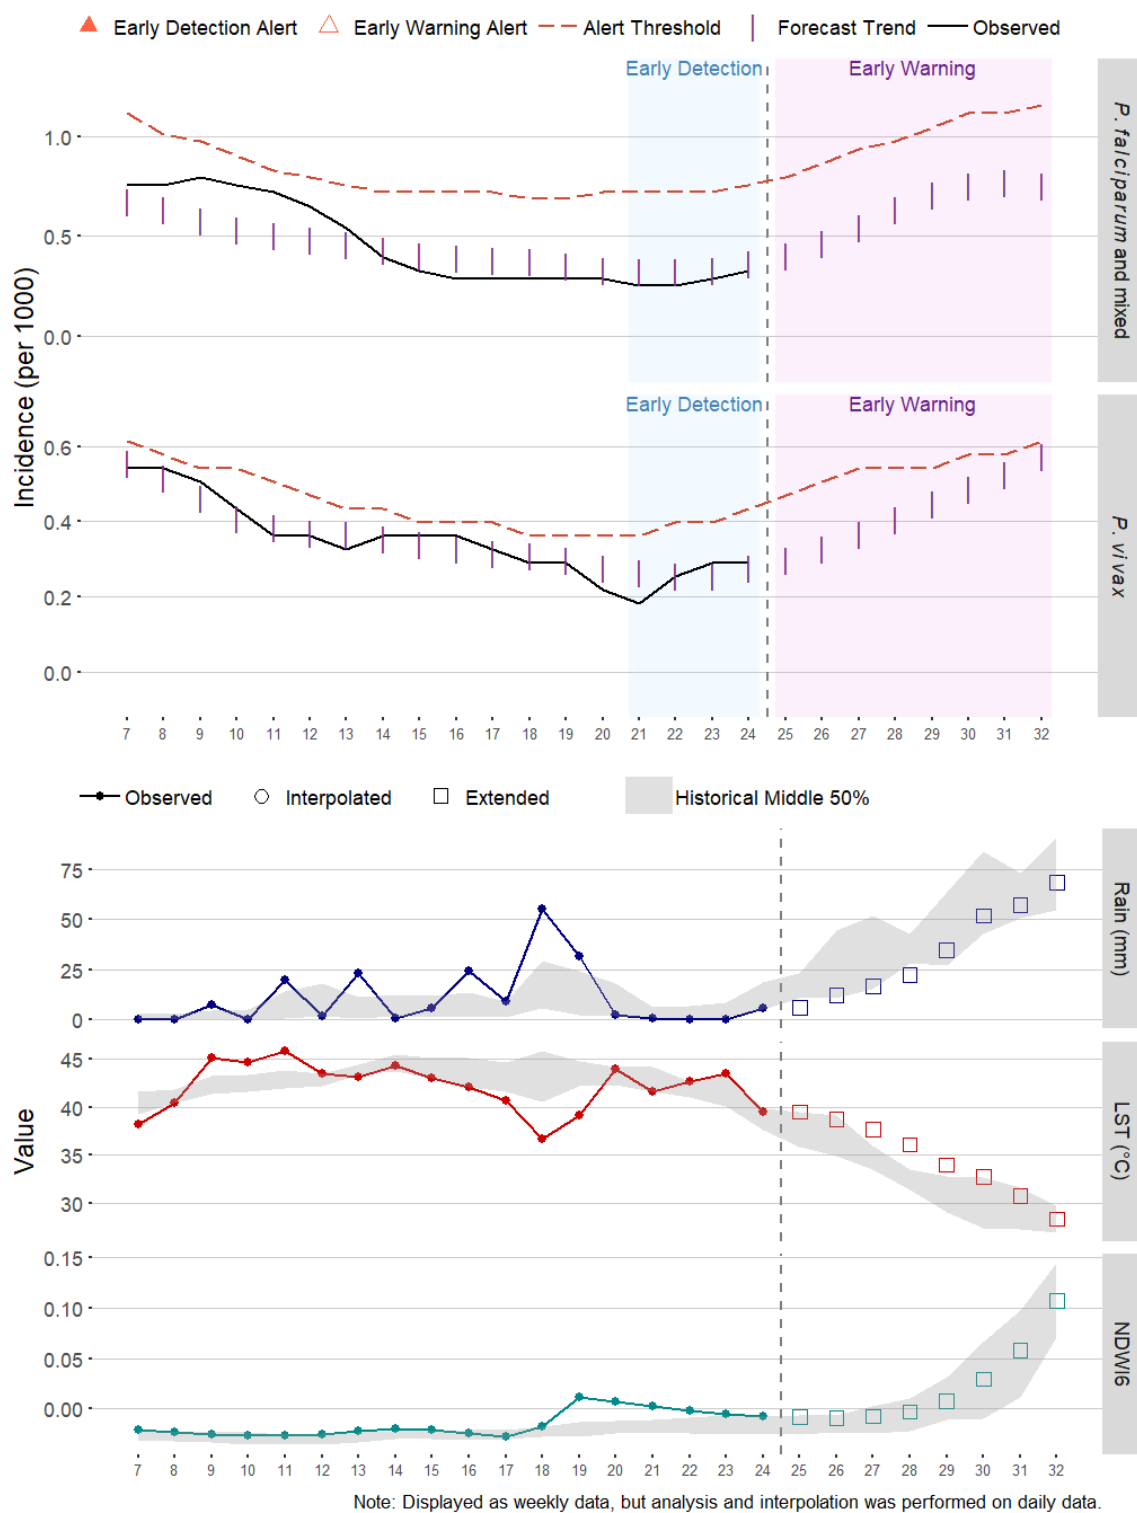 Early Detection Alert Early Warning Alert Alert Threshold Forecast Trend Observed
Early Detection Early Warning
1.0
0.5
0.0
P. falciparum and mixed
Incidence (per 1000)
Early Detection Early Warning
0.6
0.4
0.2
0.0
P. vivax
7 8 9 10 11 12 13 14 15 16 17 18 19 20 21 22 23 24 25 26 27 28 29 30 31 32
Observed Interpolated Extended Historical Middle 50%
75
50
25
0
Rain (mm)
Value
45
40
35
30
LST (°C)
0.15
0.10
0.05
0.00
NDWI6
7 8 9 10 11 12 13 14 15 16 17 18 19 20 21 22 23 24 25 26 27 28 29 30 31 32
Note: Displayed as weekly data, but analysis and interpolation was performed on daily data.